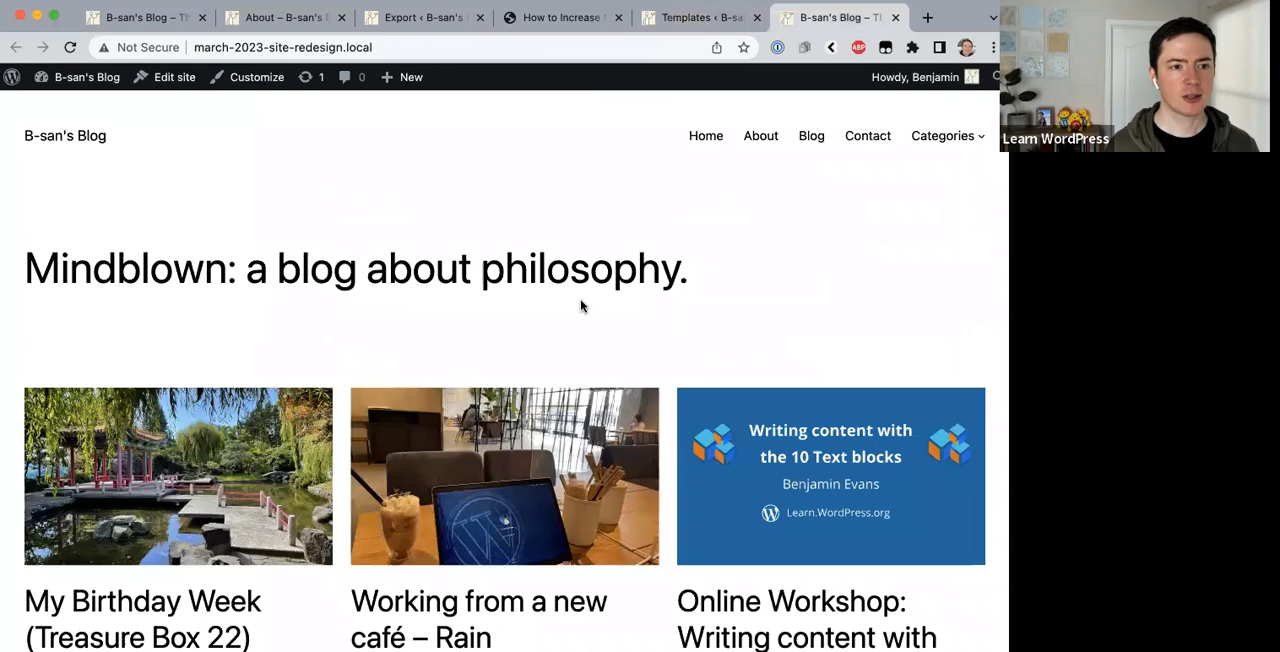 B-san's Blog – Th
About – B-san's B
Export ‹ B-san's
How to Increase
Templates ‹ B-sa
B-san's Blog – Th
Not Secure
march-2023-site-redesign.local
ABP
B-san's Blog
Edit site
Customize
1
0
New
Howdy, Benjamin
Learn WordPress
B-san's Blog
Home
About
Blog
Contact
Categories
Mindblown: a blog about philosophy.
Writing content with
the 10 Text blocks
Benjamin Evans
Learn.WordPress.org
My Birthday Week
(Treasure Box 22)
Working from a new
café – Rain
Online Workshop:
Writing content with